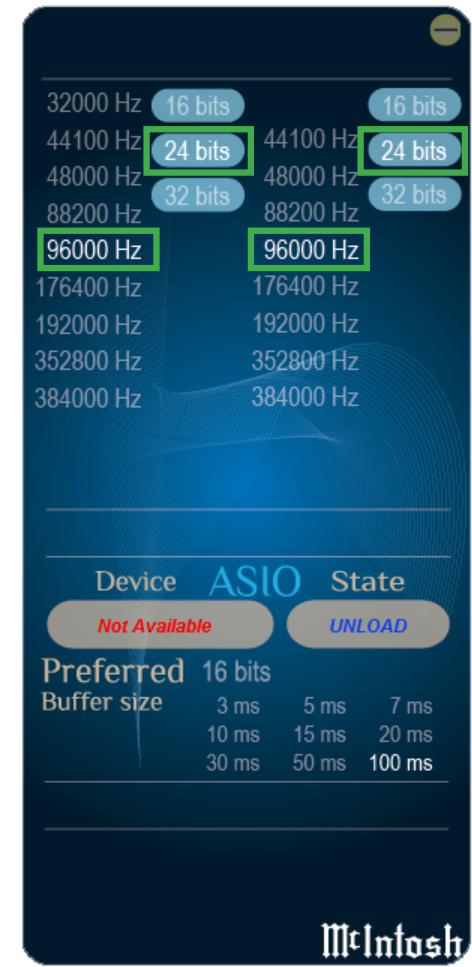 32000 Hz 16 bits 16 bits
44100 Hz 24 bits 44100 Hz 24 bits
48000 Hz 32 bits 48000 Hz 32 bits
88200 Hz 88200 Hz
96000 Hz 96000 Hz
176400 Hz 176400 Hz
192000 Hz 192000 Hz
352800 Hz 352800 Hz
384000 Hz 384000 Hz
Device ASIO State
Not Available UNLOAD
Preferred 16 bits
Buffer size 3 ms 5 ms 7 ms
10 ms 15 ms 20 ms
30 ms 50 ms 100 ms
McIntosh